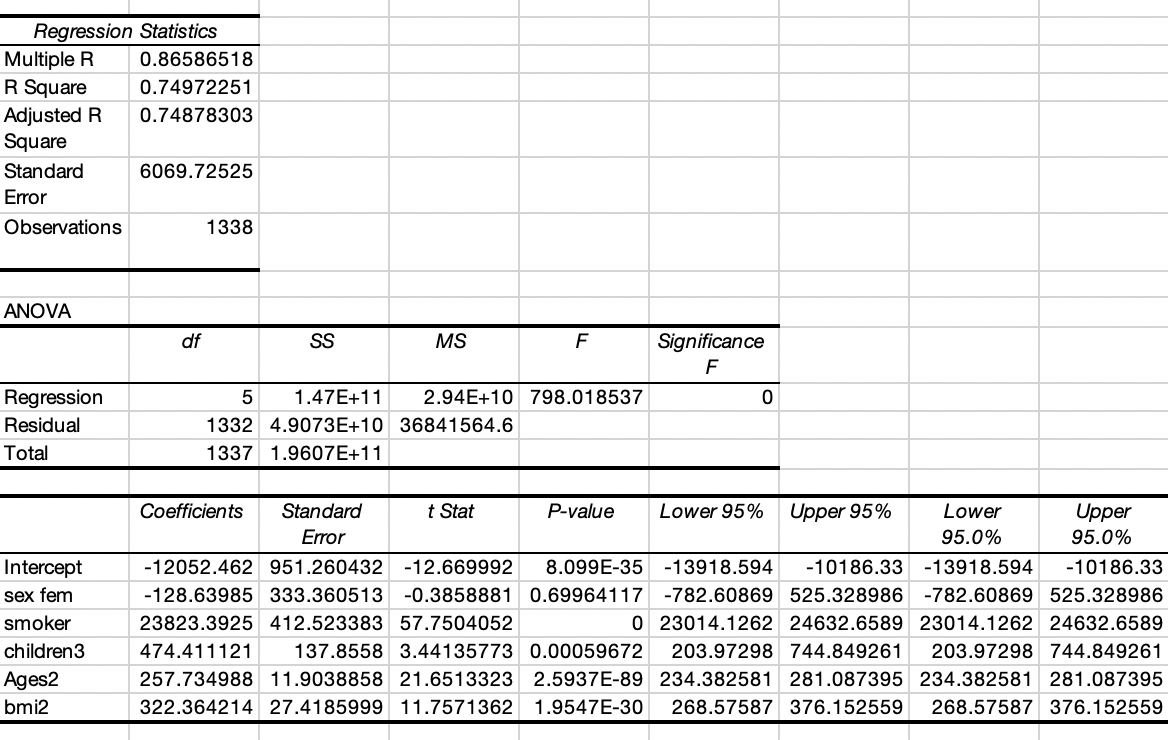 Regression Statistics
Multiple R 0.86586518
R Square 0.74972251
Adjusted R Square 0.74878303
Standard Error 6069.72525
Observations 1338
ANOVA
df SS MS F Significance F
Regression 5 1.47E+11 2.94E+10 798.018537 0
Residual 1332 4.9073E+10 36841564.6
Total 1337 1.9607E+11
Coefficients Standard Error t Stat P-value Lower 95% Upper 95% Lower 95.0% Upper 95.0%
Intercept -12052.462 951.260432 -12.669992 8.099E-35 -13918.594 -10186.33 -13918.594 -10186.33
sex fem -128.63985 333.360513 -0.3858881 0.69964117 -782.60869 525.328986 -782.60869 525.328986
smoker 23823.3925 412.523383 57.7504052 0 23014.1262 24632.6589 23014.1262 24632.6589
children3 474.411121 137.8558 3.44135773 0.00059672 203.97298 744.849261 203.97298 744.849261
Ages2 257.734988 11.9038858 21.6513323 2.5937E-89 234.382581 281.087395 234.382581 281.087395
bmi2 322.364214 27.4185999 11.7571362 1.9547E-30 268.57587 376.152559 268.57587 376.152559